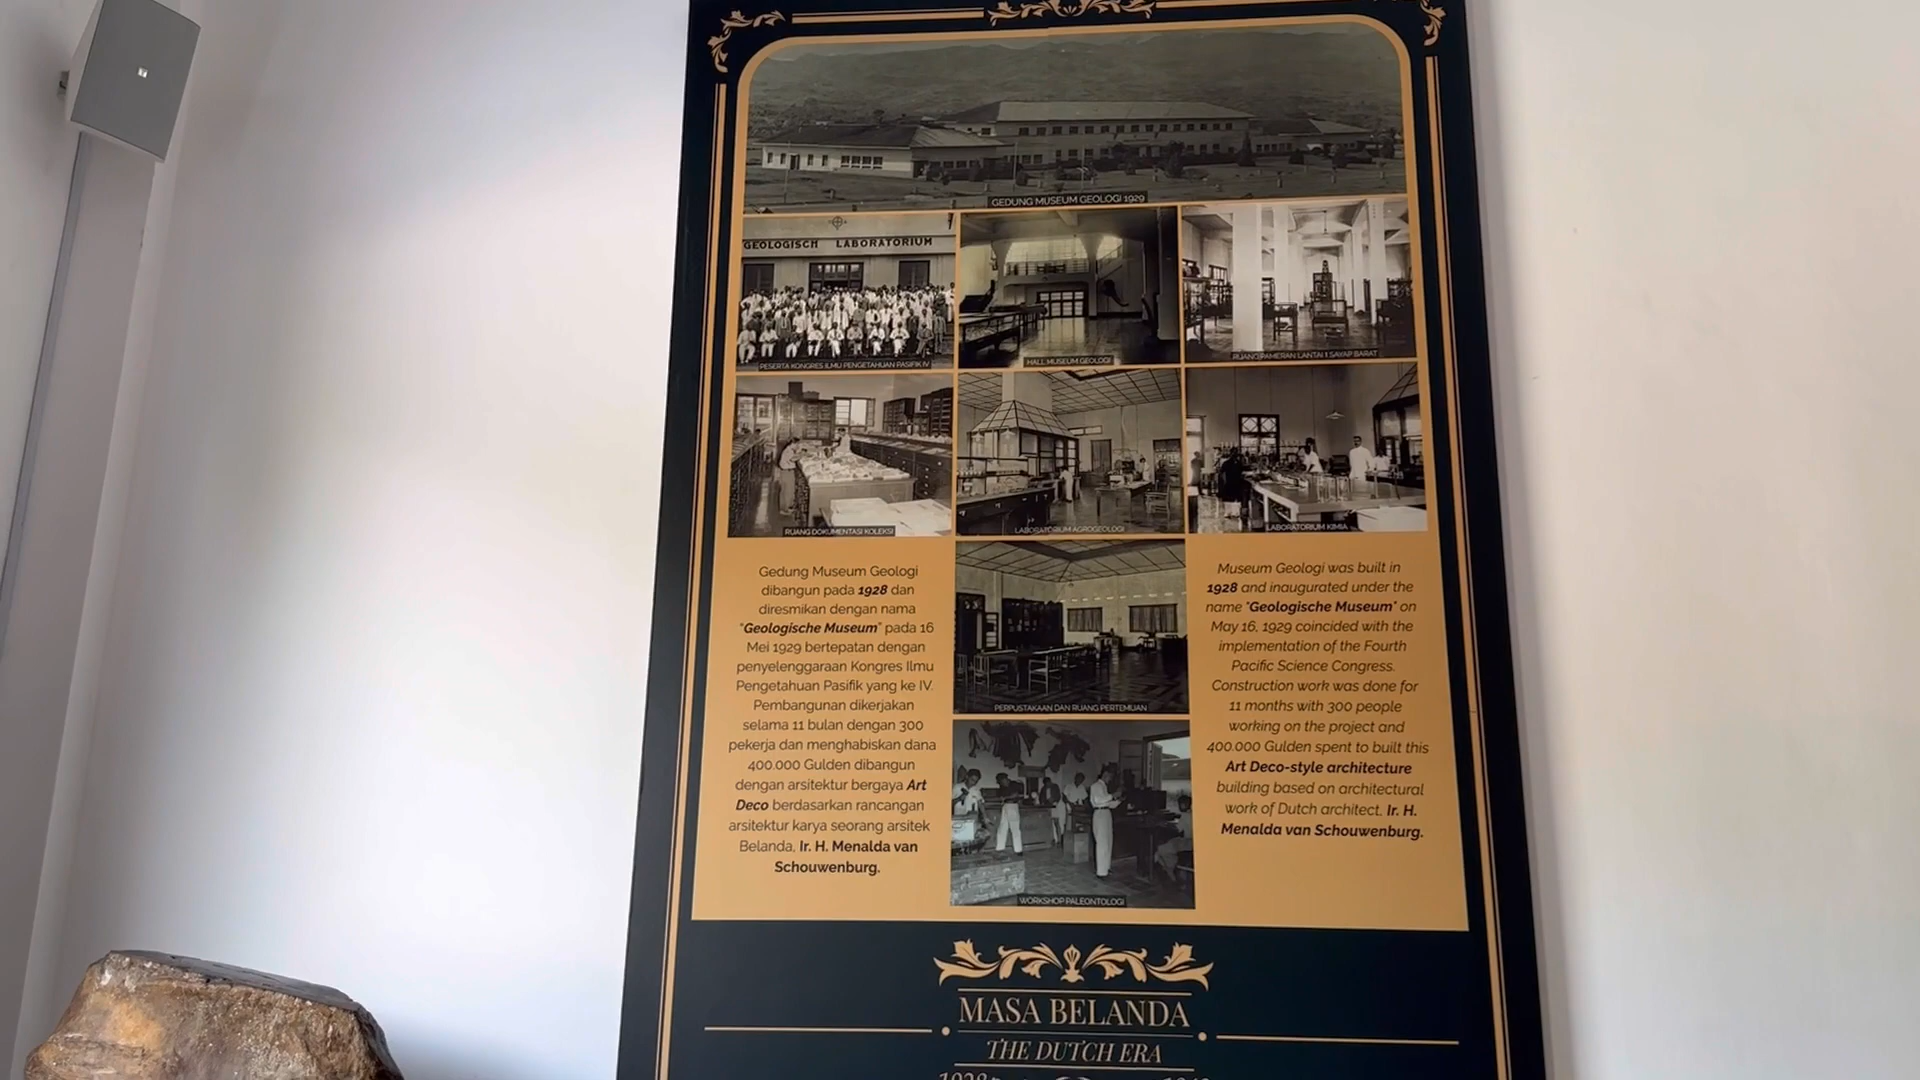 GEDUNG MUSEUM GEOLOGI 1929
GEOLOGISCH LABORATORIUM
PESERTA KONGRES ILMU PENGETAHUAN PASIFIK IV
HALL MUSEUM GEOLOGI
RUANG PAMERAN LANTAI II SAYAP BARAT
RUANG DOKUMENTASI KOLEKSI
LABORATORIUM AGROGEOLOGI
LABORATORIUM KIMIA
PERPUSTAKAAN DAN RUANG PERTEMUAN
WORKSHOP PALEONTOLOGI
Gedung Museum Geologi
dibangun pada 1928 dan
diresmikan dengan nama
"Geologische Museum" pada 16
Mei 1929 bertepatan dengan
penyelenggaraan Kongres Ilmu
Pengetahuan Pasifik yang ke IV.
Pembangunan dikerjakan
selama 11 bulan dengan 300
pekerja dan menghabiskan dana
400.000 Gulden dibangun
dengan arsitektur bergaya Art
Deco berdasarkan rancangan
arsitektur karya seorang arsitek
Belanda, Ir. H. Menalda van
Schouwenburg.
Museum Geologi was built in
1928 and inaugurated under the
name "Geologische Museum" on
May 16, 1929 coincided with the
implementation of the Fourth
Pacific Science Congress.
Construction work was done for
11 months with 300 people
working on the project and
400.000 Gulden spent to built this
Art Deco-style architecture
building based on architectural
work of Dutch architect, Ir. H.
Menalda van Schouwenburg.
MASA BELANDA
THE DUTCH ERA